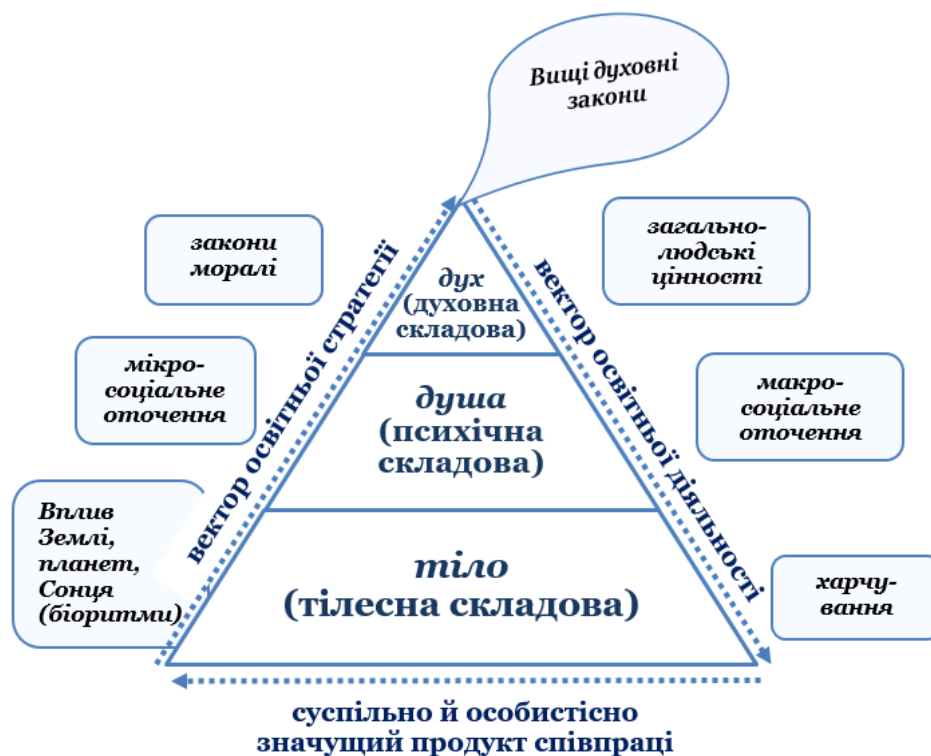 Вищі духовні
закони
закони
моралі
загально-
людські
цінності
вектор освітньої стратегії
вектор освітньої діяльності
дух
(духовна
складова)
мікро-
соціальне
оточення
душа
(психічна
складова)
макро-
соціальне
оточення
Вплив
Землі,
планет,
Сонця
(біоритми)
тіло
(тілесна складова)
харчу-
вання
суспільно й особистісно
значущий продукт співпраці